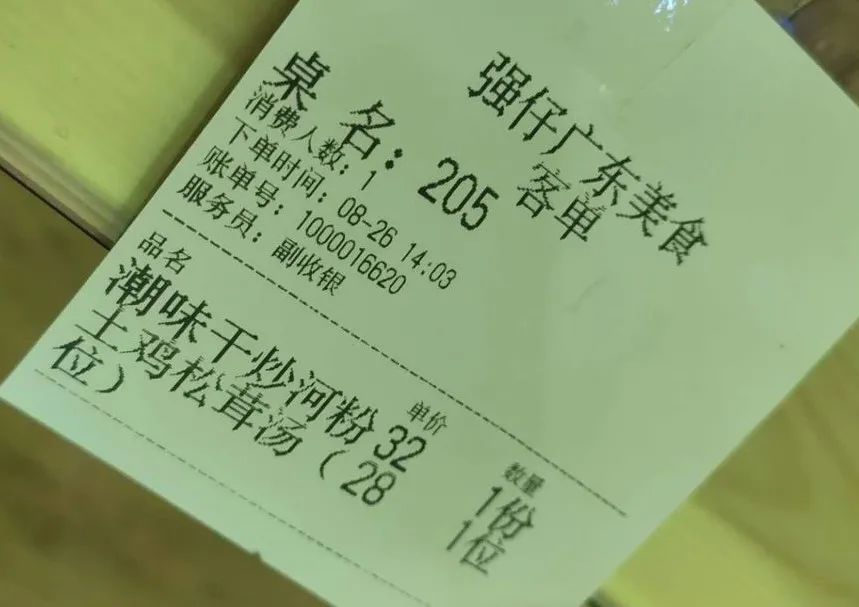 强仔广东美食
客单
桌 名：205
消费人数：1
下单时间：08-26 14:03
账单号：1000016620
服务员：副收银
品名 单价 数量
潮味干炒河粉 32 1份
土鸡松茸汤（ 28 1位
位）